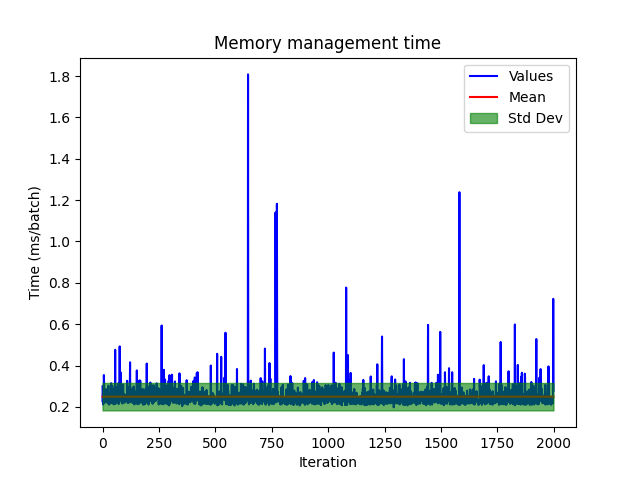 Memory management time
1.8
1.6
1.4
1.2
1.0
0.8
0.6
0.4
0.2
Time (ms/batch)
Values
Mean
Std Dev
0 250 500 750 1000 1250 1500 1750 2000
Iteration